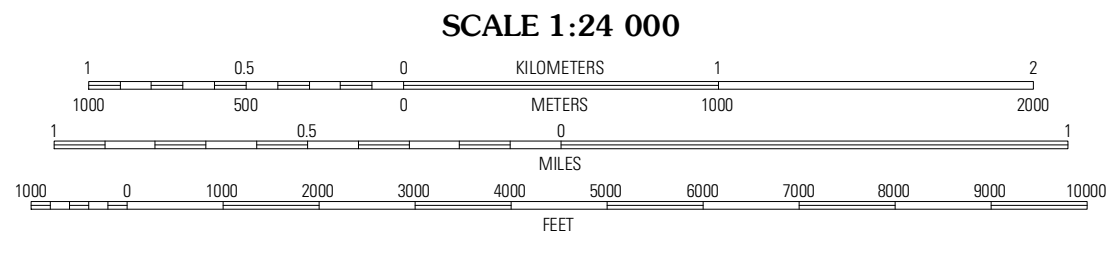 SCALE 1:24 000
1 0.5 0 KILOMETERS 1 2
1000 500 0 METERS 1000 2000
1 0.5 0 1
MILES
1000 0 1000 2000 3000 4000 5000 6000 7000 8000 9000 10000
FEET